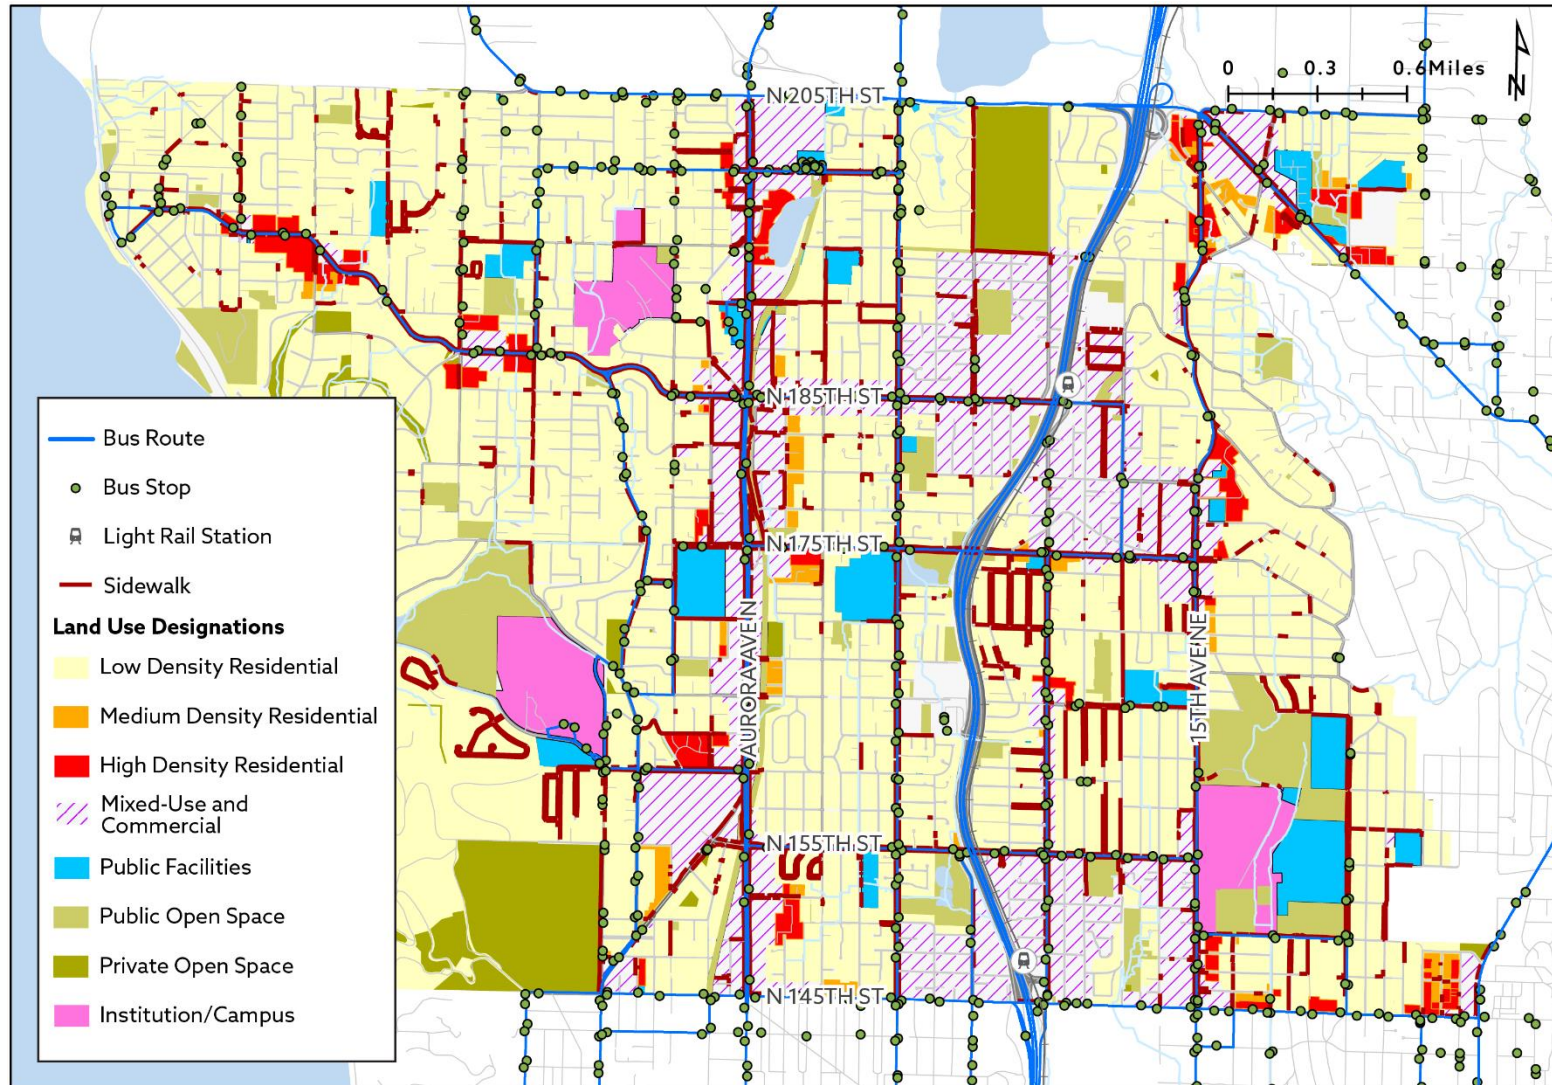 0 0.3 0.6Miles
N
N 205TH ST
N 185TH ST
N 175TH ST
AURORA AVE N
15TH AVENE
N 155TH ST
N 145TH ST
Bus Route
Bus Stop
Light Rail Station
Sidewalk
Land Use Designations
Low Density Residential
Medium Density Residential
High Density Residential
Mixed-Use and
Commercial
Public Facilities
Public Open Space
Private Open Space
Institution/Campus